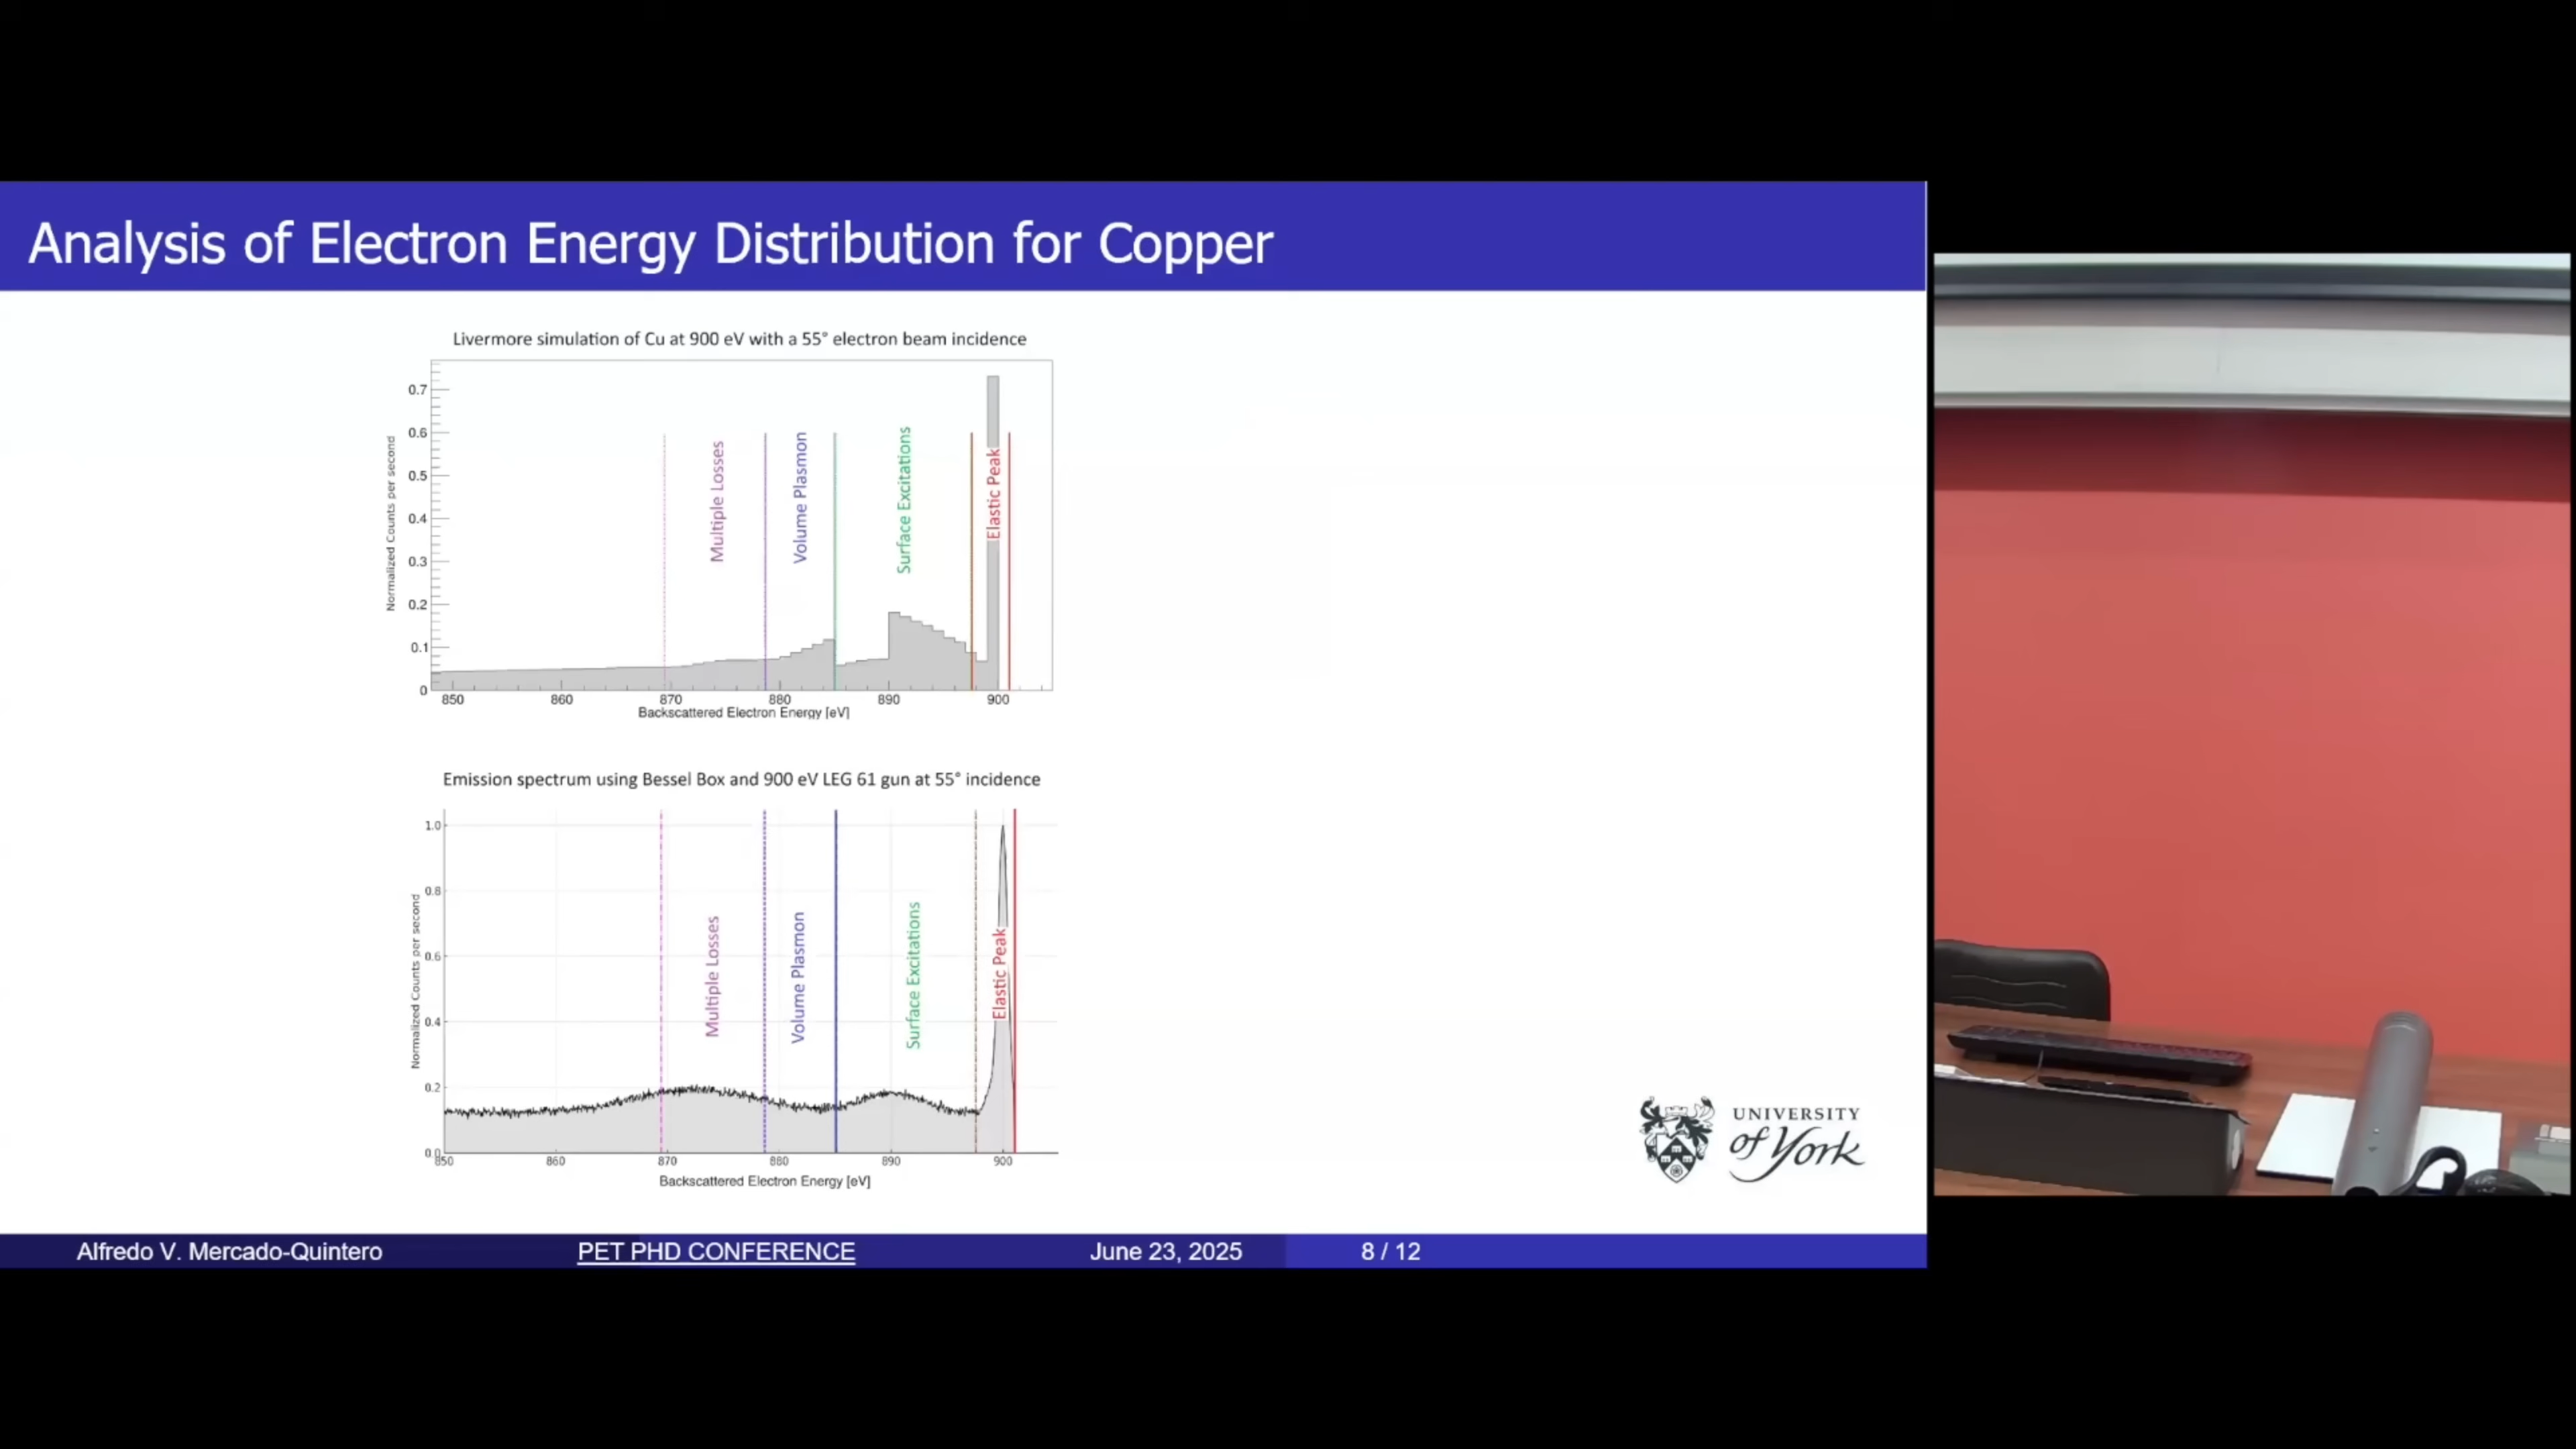 Analysis of Electron Energy Distribution for Copper
Livermore simulation of Cu at 900 eV with a 55° electron beam incidence
Normalized Counts per second
0.7
0.6
0.5
0.4
0.3
0.2
0.1
0
Multiple Losses
Volume Plasmon
Surface Excitations
Elastic Peak
850 860 870 880 890 900
Backscattered Electron Energy [eV]
Emission spectrum using Bessel Box and 900 eV LEG 61 gun at 55° incidence
Normalized Counts per second
1.0
0.8
0.6
0.4
0.2
0.0
Multiple Losses
Volume Plasmon
Surface Excitations
Elastic Peak
850 860 870 880 890 900
Backscattered Electron Energy [eV]
UNIVERSITY
of York
Alfredo V. Mercado-Quintero PET PHD CONFERENCE June 23, 2025 8 / 12